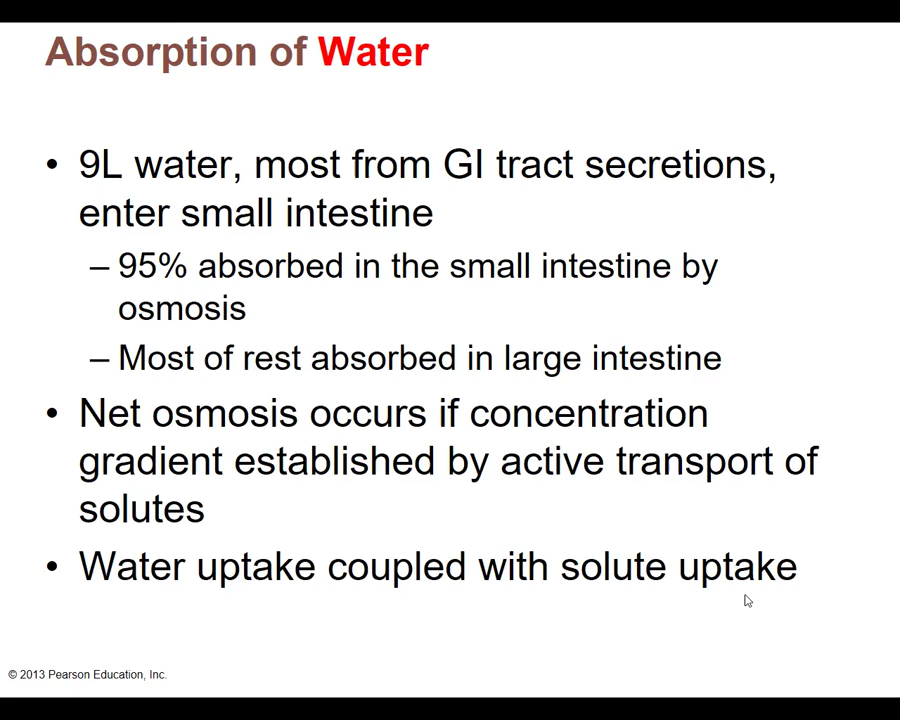 Absorption of Water
• 9L water, most from GI tract secretions,
enter small intestine
– 95% absorbed in the small intestine by
osmosis
– Most of rest absorbed in large intestine
• Net osmosis occurs if concentration
gradient established by active transport of
solutes
• Water uptake coupled with solute uptake
© 2013 Pearson Education, Inc.